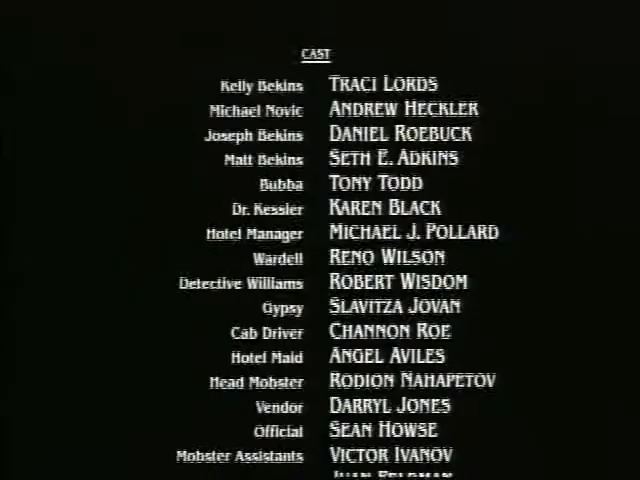 CAST
Kelly Bekins TRACI LORDS
Michael Novic ANDREW HECKLER
Joseph Bekins DANIEL ROEBUCK
Matt Bekins SETH E. ADKINS
Bubba TONY TODD
Dr. Kessler KAREN BLACK
Hotel Manager MICHAEL J. POLLARD
Wardell RENO WILSON
Detective Williams ROBERT WISDOM
Gypsy SLAVITZA JOVAN
Cab Driver CHANNON ROE
Hotel Maid ANGEL AVILES
Head Mobster RODION NAHAPETOV
Vendor DARRYL JONES
Official SEAN HOWSE
Mobster Assistants VICTOR IVANOV